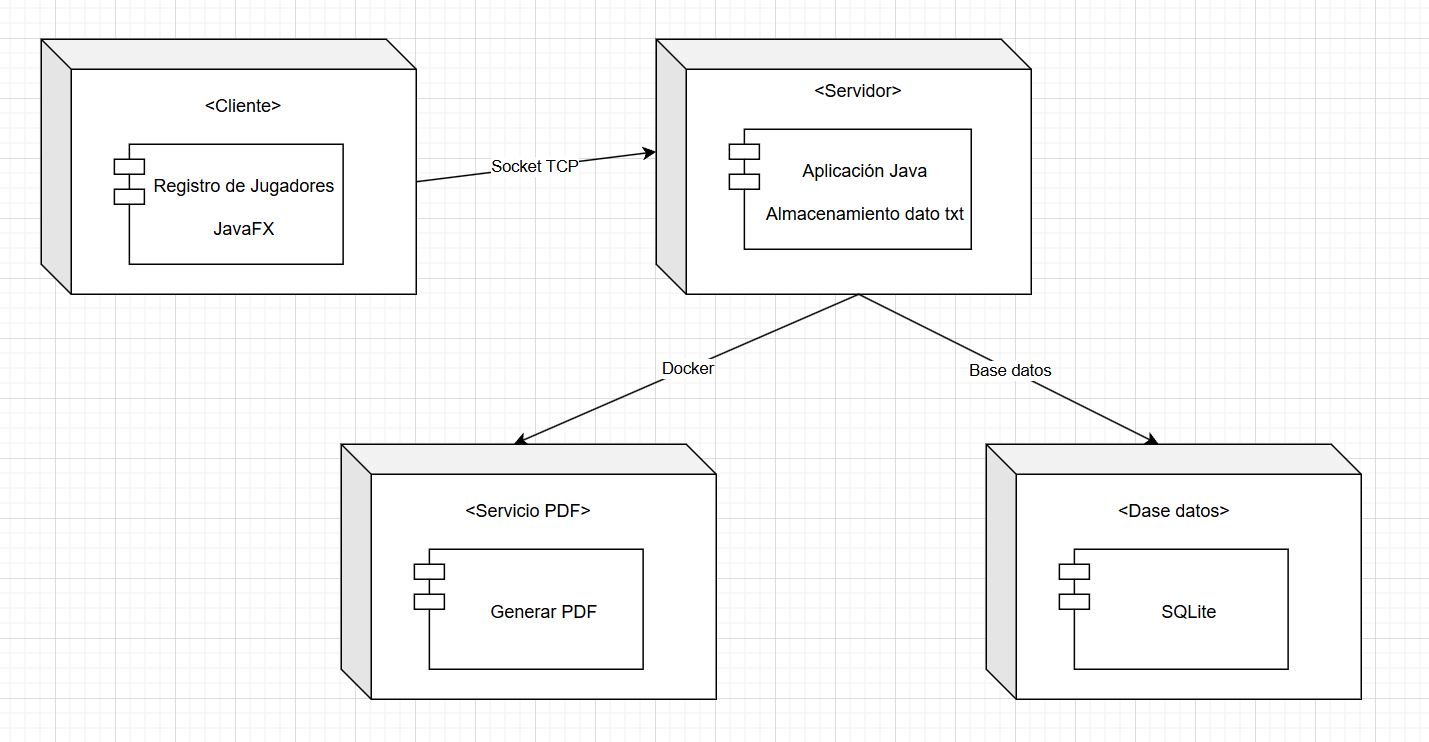 <Cliente>
Registro de Jugadores
JavaFX
Socket TCP
<Servidor>
Aplicación Java
Almacenamiento dato txt
Docker
Base datos
<Servicio PDF>
Generar PDF
<Dase datos>
SQLite